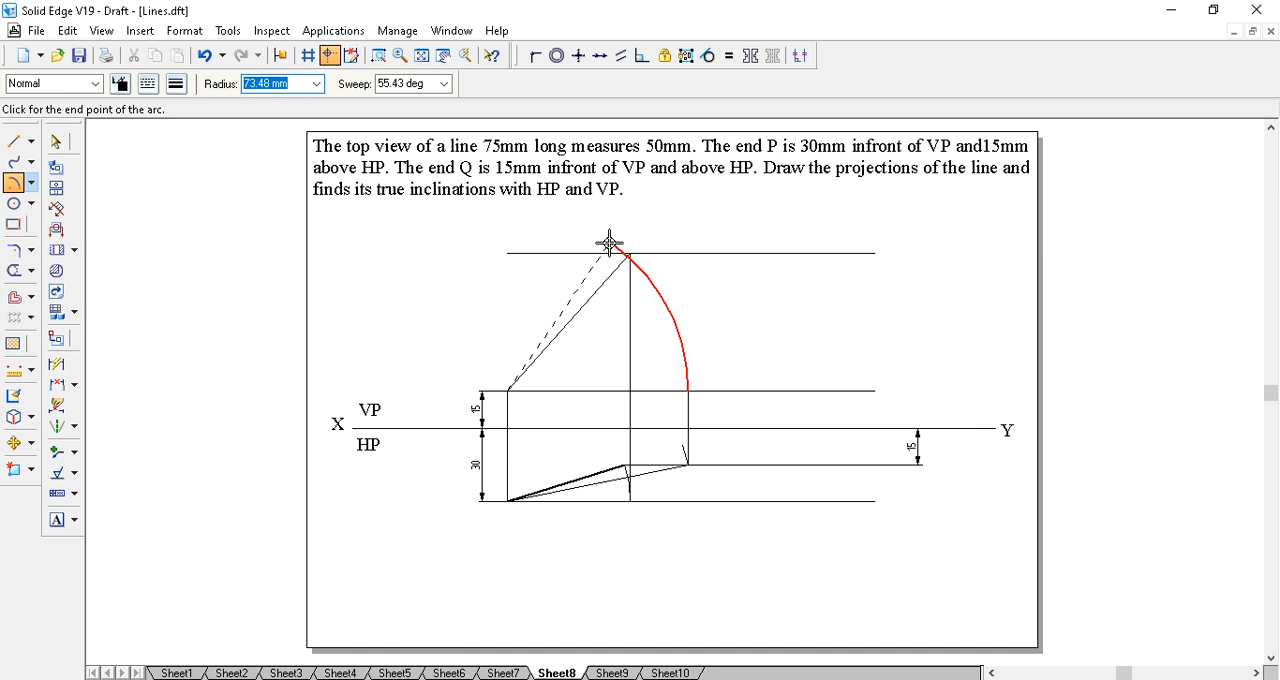 Solid Edge V19 - Draft - [Lines.dft]
File Edit View Insert Format Tools Inspect Applications Manage Window Help
Normal Radius: 73.48 mm Sweep: 55.43 deg
Click for the end point of the arc.
The top view of a line 75mm long measures 50mm. The end P is 30mm infront of VP and15mm
above HP. The end Q is 15mm infront of VP and above HP. Draw the projections of the line and
finds its true inclinations with HP and VP.
15
VP
X
Y
HP
15
30
A
Sheet1 Sheet2 Sheet3 Sheet4 Sheet5 Sheet6 Sheet7 Sheet8 Sheet9 Sheet10